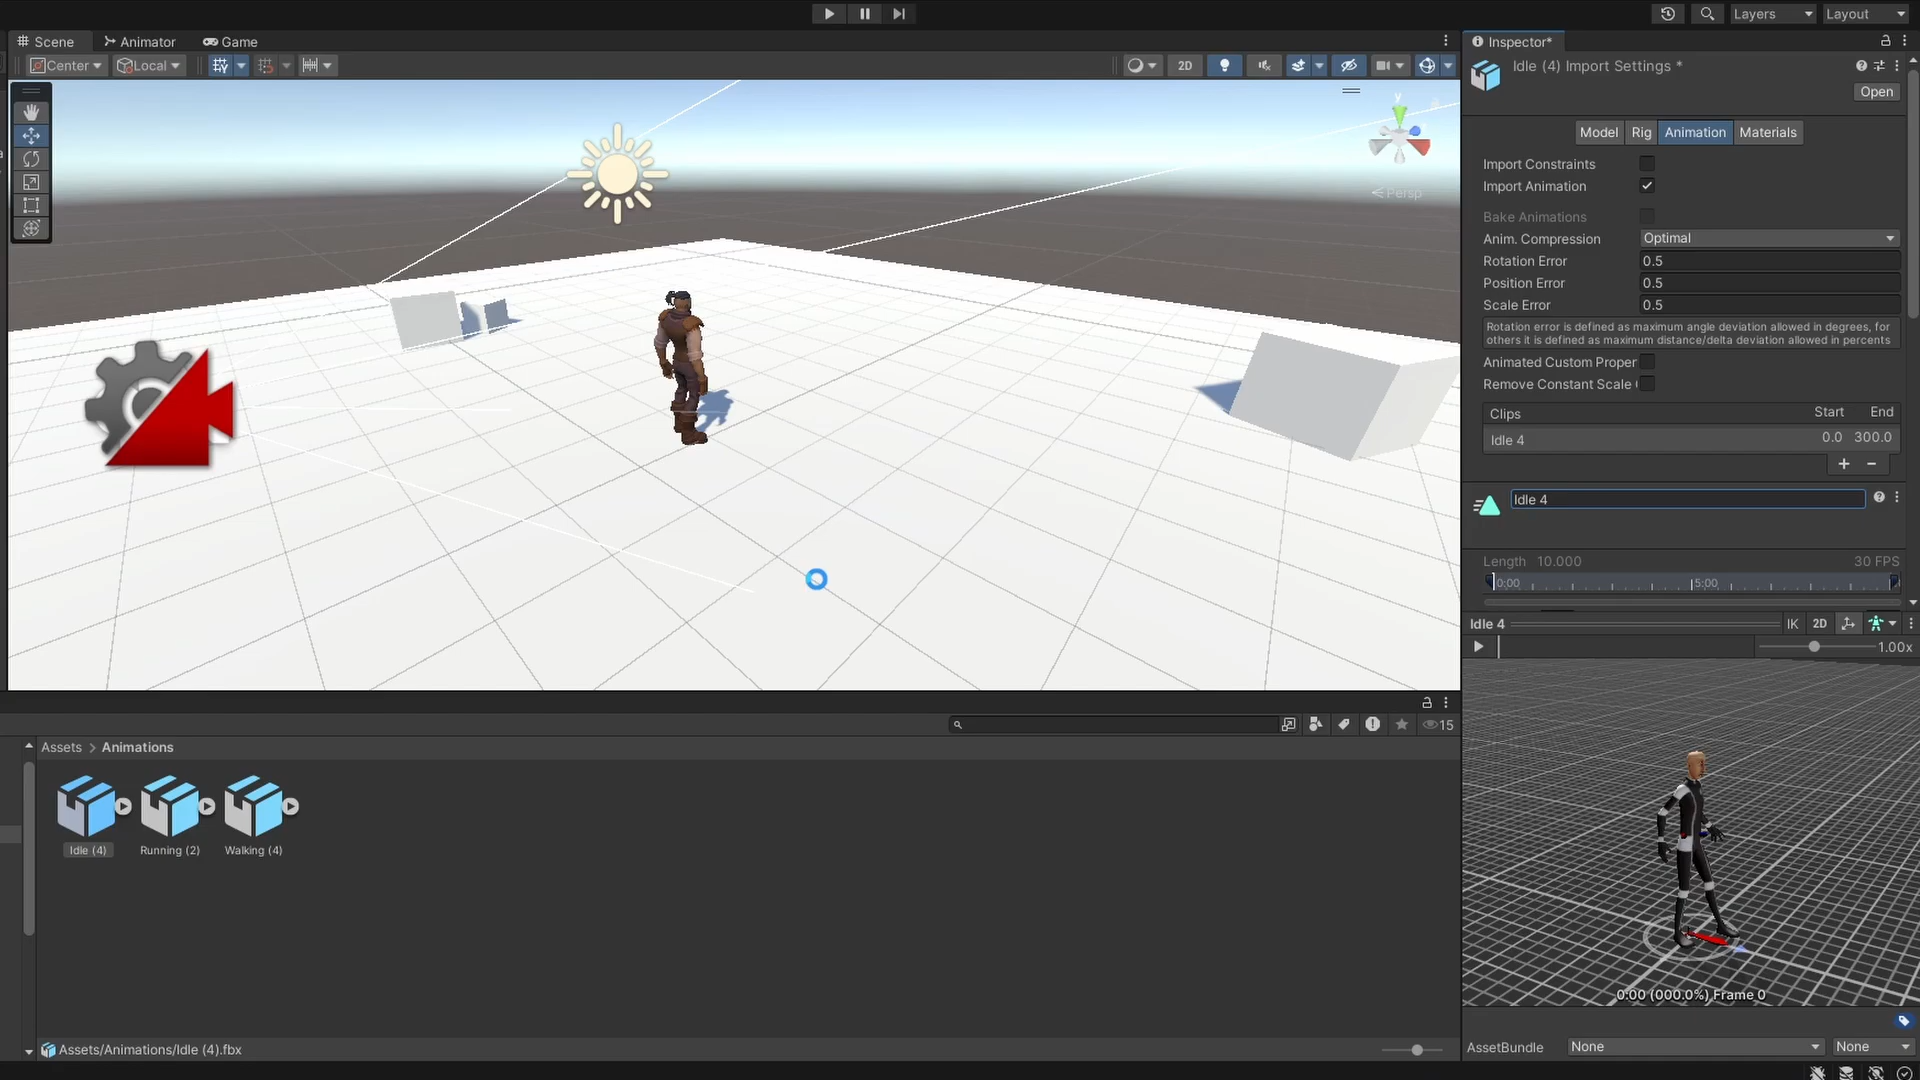 Layers
Layout
Scene
Animator
Game
Inspector*
Center
Local
2D
Idle (4) Import Settings *
Open
y
Persp
Model
Rig
Animation
Materials
Import Constraints
Import Animation
Bake Animations
Anim. Compression
Optimal
Rotation Error
0.5
Position Error
0.5
Scale Error
0.5
Rotation error is defined as maximum angle deviation allowed in degrees, for
others it is defined as maximum distance/delta deviation allowed in percents
Animated Custom Proper
Remove Constant Scale (
Clips
Start
End
Idle 4
0.0
300.0
+
-
Idle 4
Length
10.000
30 FPS
0:00
5:00
Idle 4
IK
2D
1.00x
15
Assets > Animations
Idle (4)
Running (2)
Walking (4)
0:00 (000.0%) Frame 0
Assets/Animations/Idle (4).fbx
AssetBundle
None
None